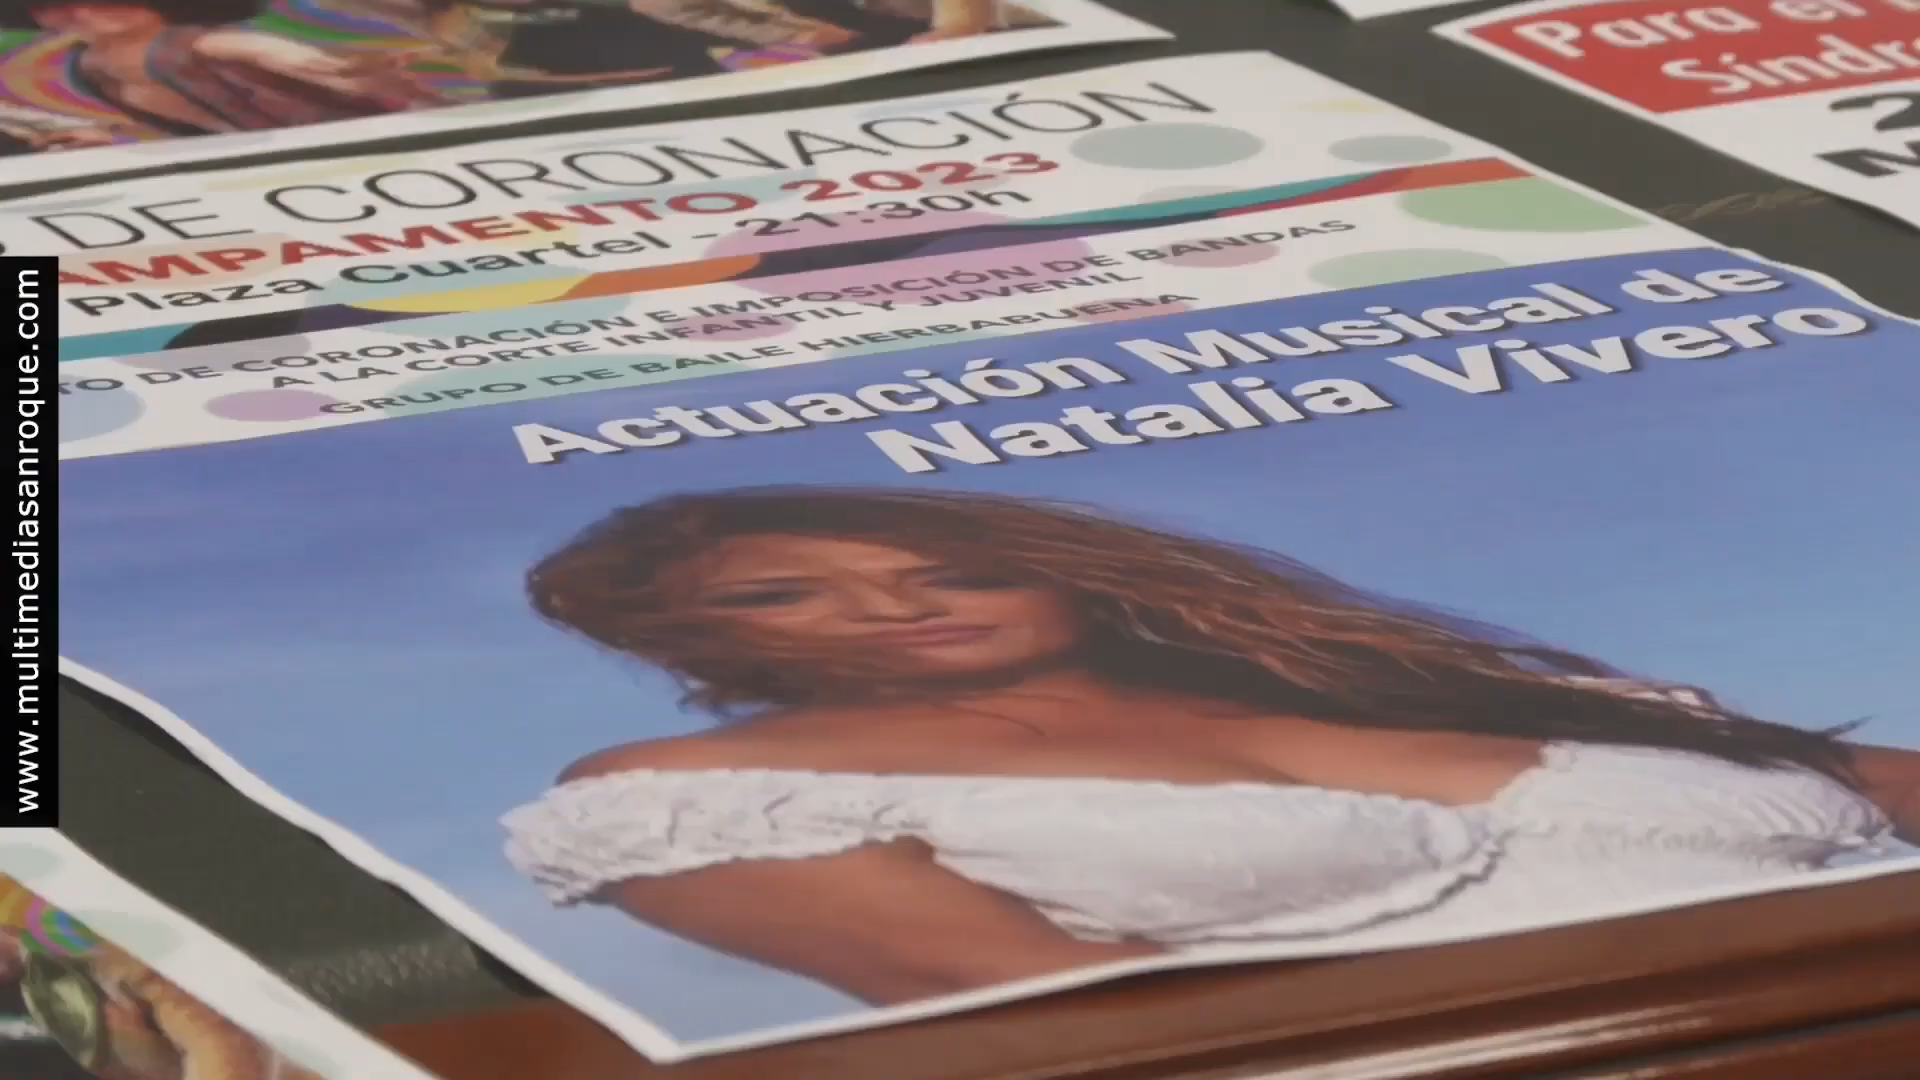 DE CORONACIÓN
AMPAMENTO 2023
Plaza Cuartel - 21:30h
TO DE CORONACIÓN E IMPOSICIÓN DE BANDAS
A LA CORTE INFANTIL Y JUVENIL
GRUPO DE BAILE HIERBABUENA
Actuación Musical de
Natalia Vivero
Para el
www.multimediasanroque.com